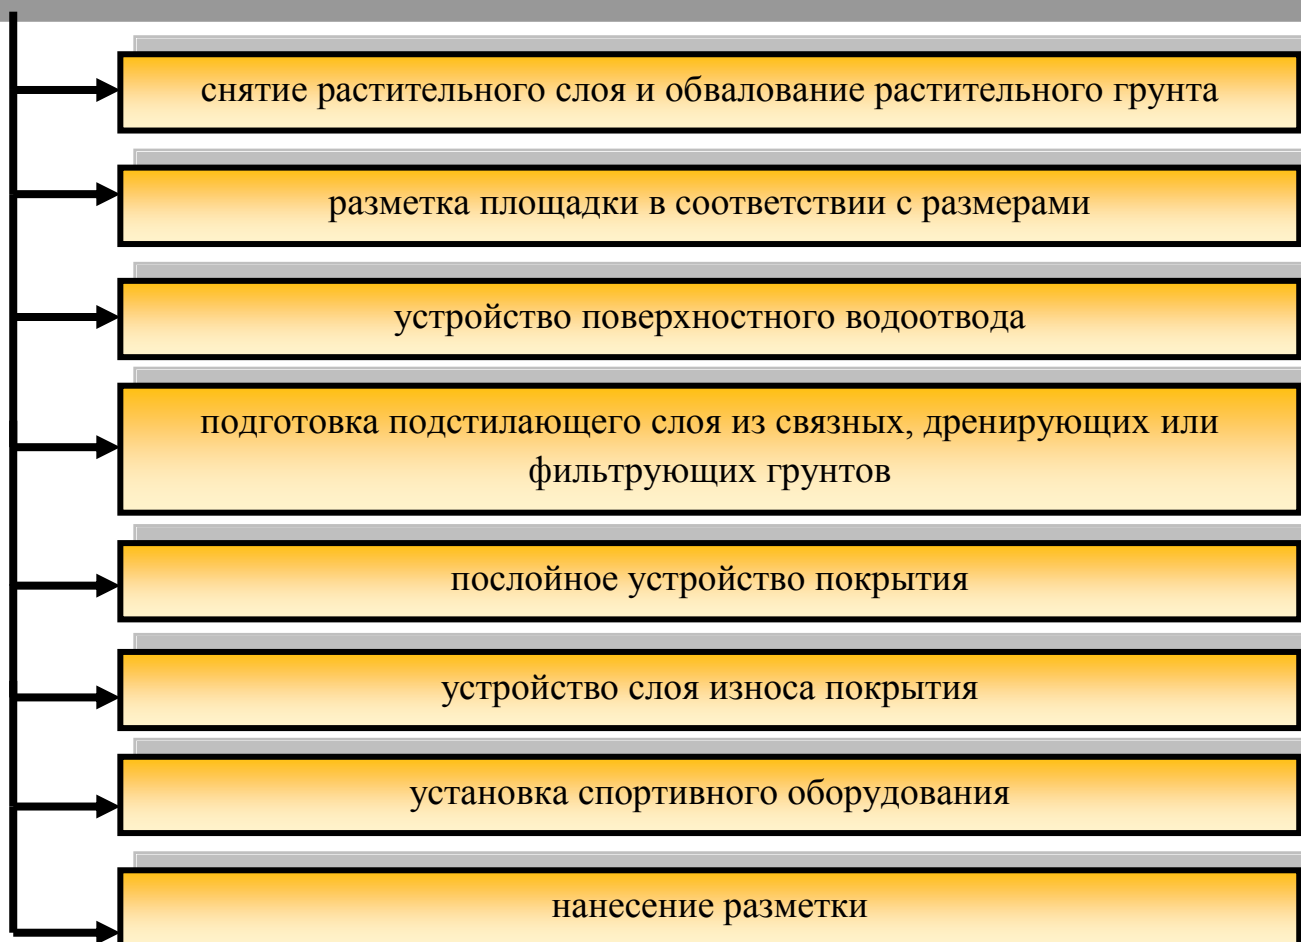 снятие растительного слоя и обвалование растительного грунта
разметка площадки в соответствии с размерами
устройство поверхностного водоотвода
подготовка подстилающего слоя из связных, дренирующих или
фильтрующих грунтов
послойное устройство покрытия
устройство слоя износа покрытия
установка спортивного оборудования
нанесение разметки